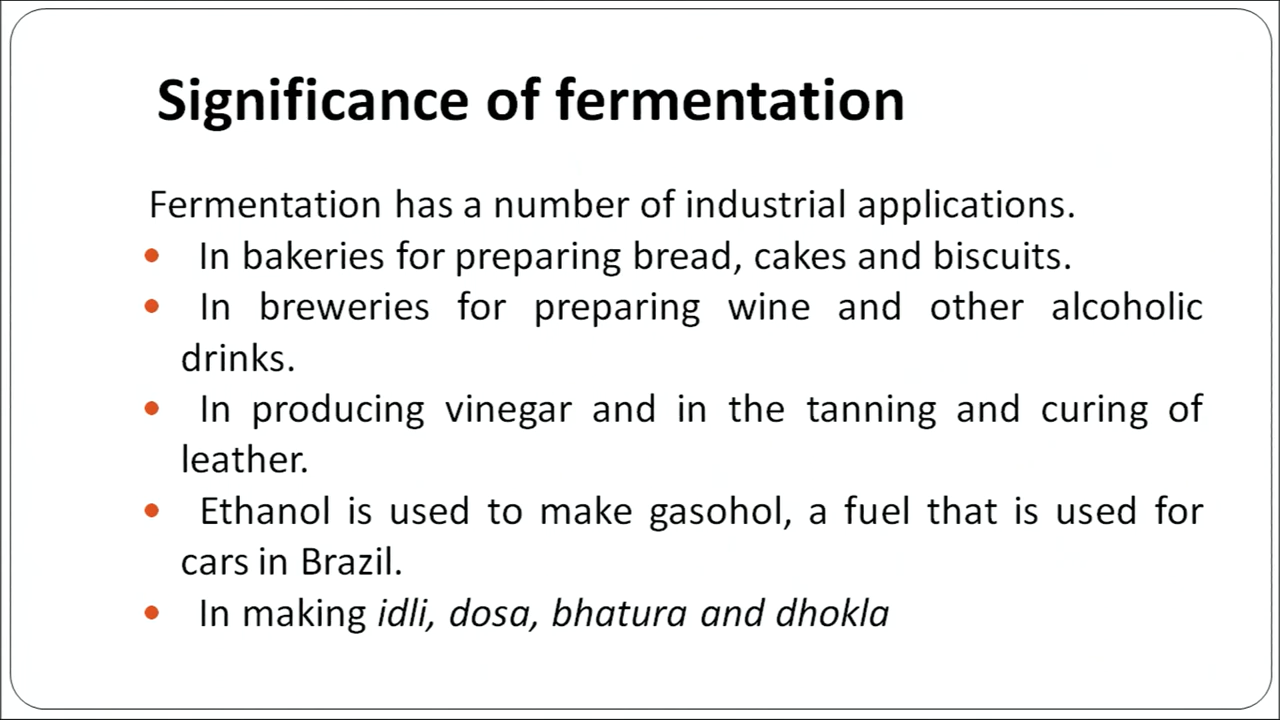 Significance of fermentation
Fermentation has a number of industrial applications.
• In bakeries for preparing bread, cakes and biscuits.
• In breweries for preparing wine and other alcoholic
drinks.
• In producing vinegar and in the tanning and curing of
leather.
• Ethanol is used to make gasohol, a fuel that is used for
cars in Brazil.
• In making idli, dosa, bhatura and dhokla